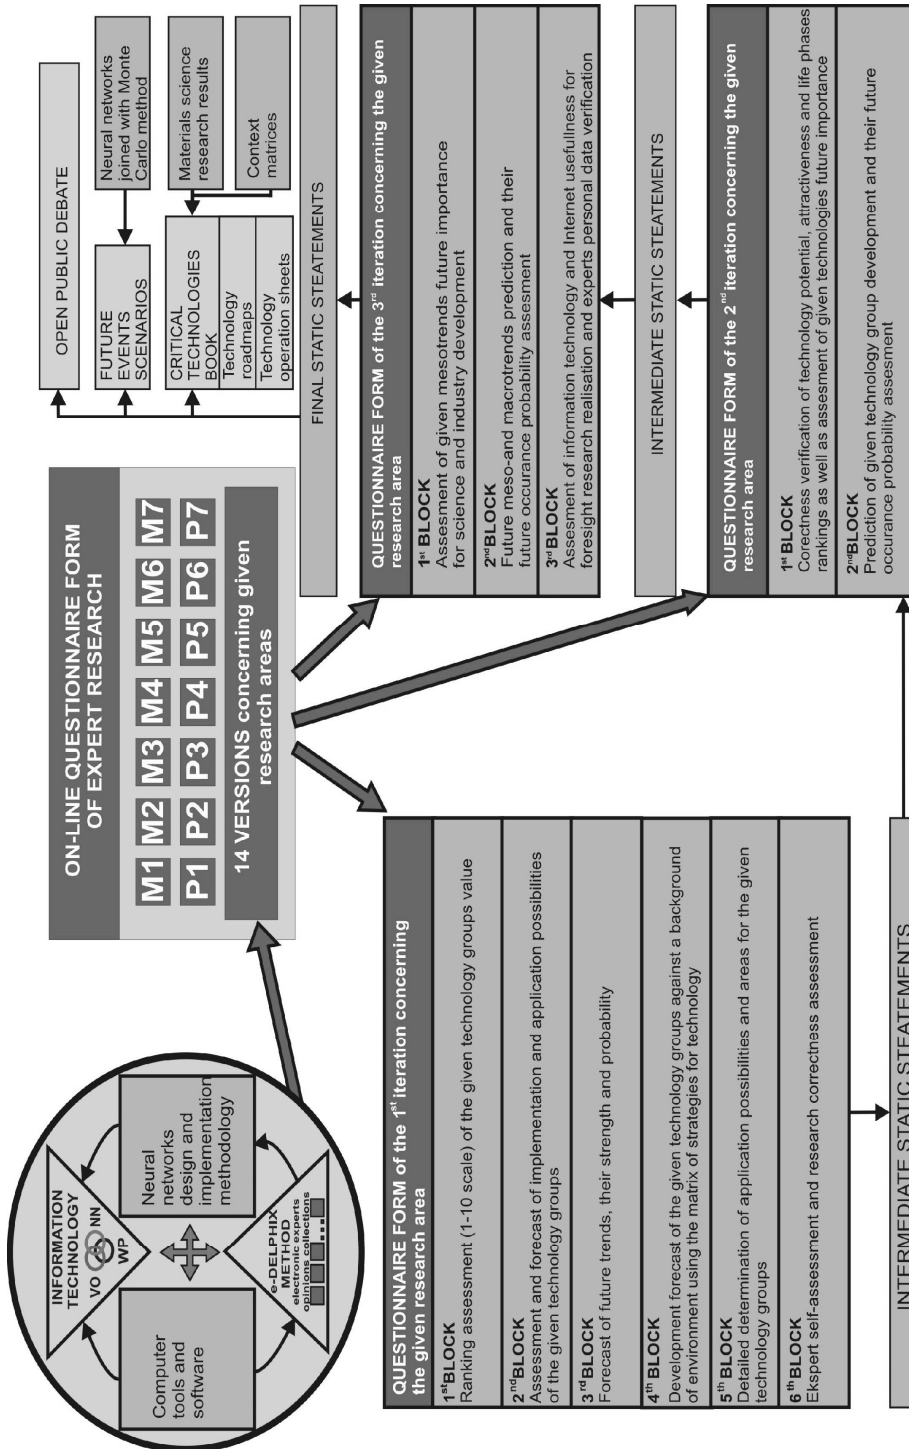 INFORMATION
TECHNOLOGY
VO
NN
WP
Computer
tools and
software
Neural networks
design and
implementation
methodology
e-DELPHIX
METHOD
electronic experts
opinions collections
...
ON-LINE QUESTIONNAIRE FORM
OF EXPERT RESEARCH
M1 M2 M3 M4 M5 M6 M7
P1 P2 P3 P4 P5 P6 P7
14 VERSIONS concerning given
research areas
OPEN PUBLIC DEBATE
FUTURE
EVENTS
SCENARIOS
Neural networks
joined with Monte
Carlo method
CRITICAL
TECHNOLOGIES
BOOK
Technology
roadmaps
Technology
operation sheets
Materials science
research results
Context
matrices
FINAL STATIC STEATEMENTS
QUESTIONNAIRE FORM of the 1st iteration concerning
the given research area
1st BLOCK
Ranking assessment (1-10 scale) of the given technology groups value
2nd BLOCK
Assessment and forecast of implementation and application possibilities
of the given technology groups
3rd BLOCK
Forecast of future trends, their strength and probability
4th BLOCK
Development forecast of the given technology groups against a background
of environment using the matrix of strategies for technology
5th BLOCK
Detailed determination of application possibilities and areas for the given
technology groups
6th BLOCK
Ekspert self-assessment and research correctness assessment
INTERMEDIATE STATIC STEATEMENTS
QUESTIONNAIRE FORM of the 3rd iteration concerning the given
research area
1st BLOCK
Assesment of given mesotrends future importance
for science and industry development
2nd BLOCK
Future meso-and macrotrends prediction and their
future occurance probability assessment
3rd BLOCK
Assesment of information technology and Internet usefullness for
foresight research realisation and experts personal data verification
INTERMEDIATE STATIC STEATEMENTS
QUESTIONNAIRE FORM of the 2nd iteration concerning the given
research area
1st BLOCK
Corectness verification of technology potential, attractiveness and life phases
rankings as well as assesment of given technologies future importance
2nd BLOCK
Prediction of given technology group development and their future
occurance probability assessment